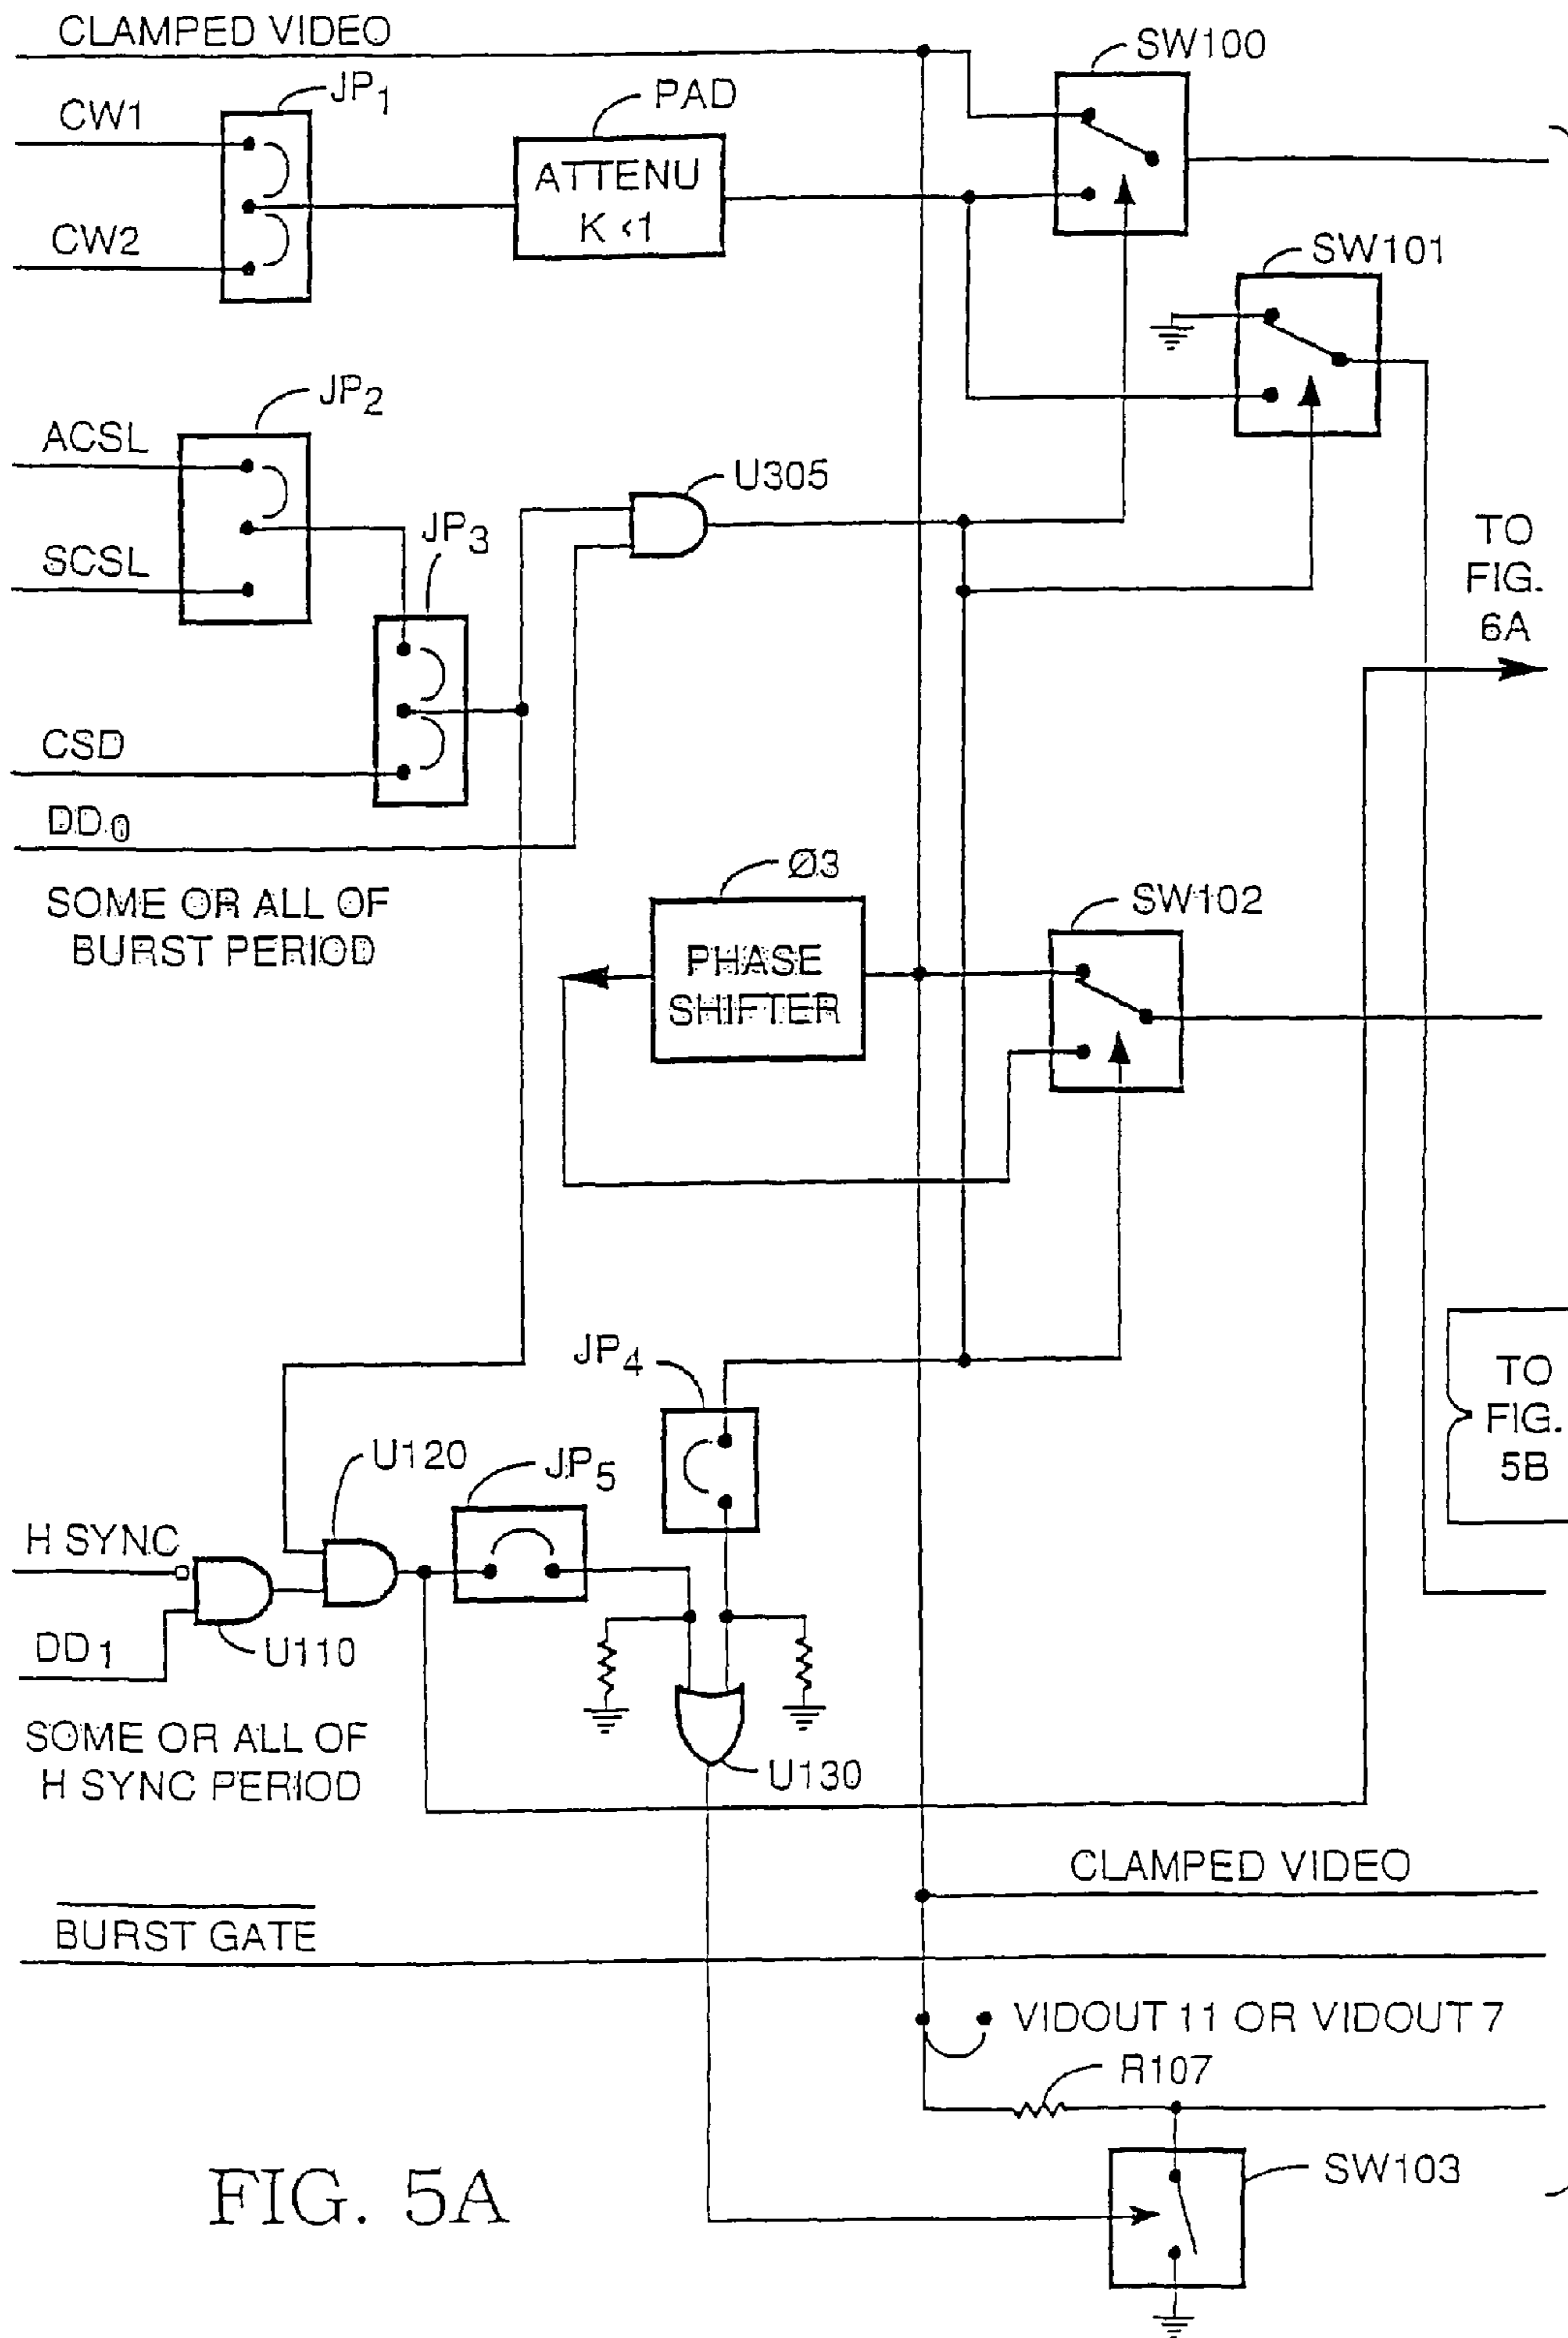 CLAMPED VIDEO
SW100
JP1
PAD
CW1
ATTENU
K <1
CW2
SW101
JP2
ACSL
U305
JP3
SCSL
TO
FIG.
6A
CSD
DD0
Ø3
SOME OR ALL OF
BURST PERIOD
SW102
PHASE
SHIFTER
JP4
TO
FIG.
5B
U120
JP5
H SYNC
DD1
U110
SOME OR ALL OF
H SYNC PERIOD
U130
CLAMPED VIDEO
BURST GATE
VIDOUT 11 OR VIDOUT 7
R107
SW103
FIG. 5A